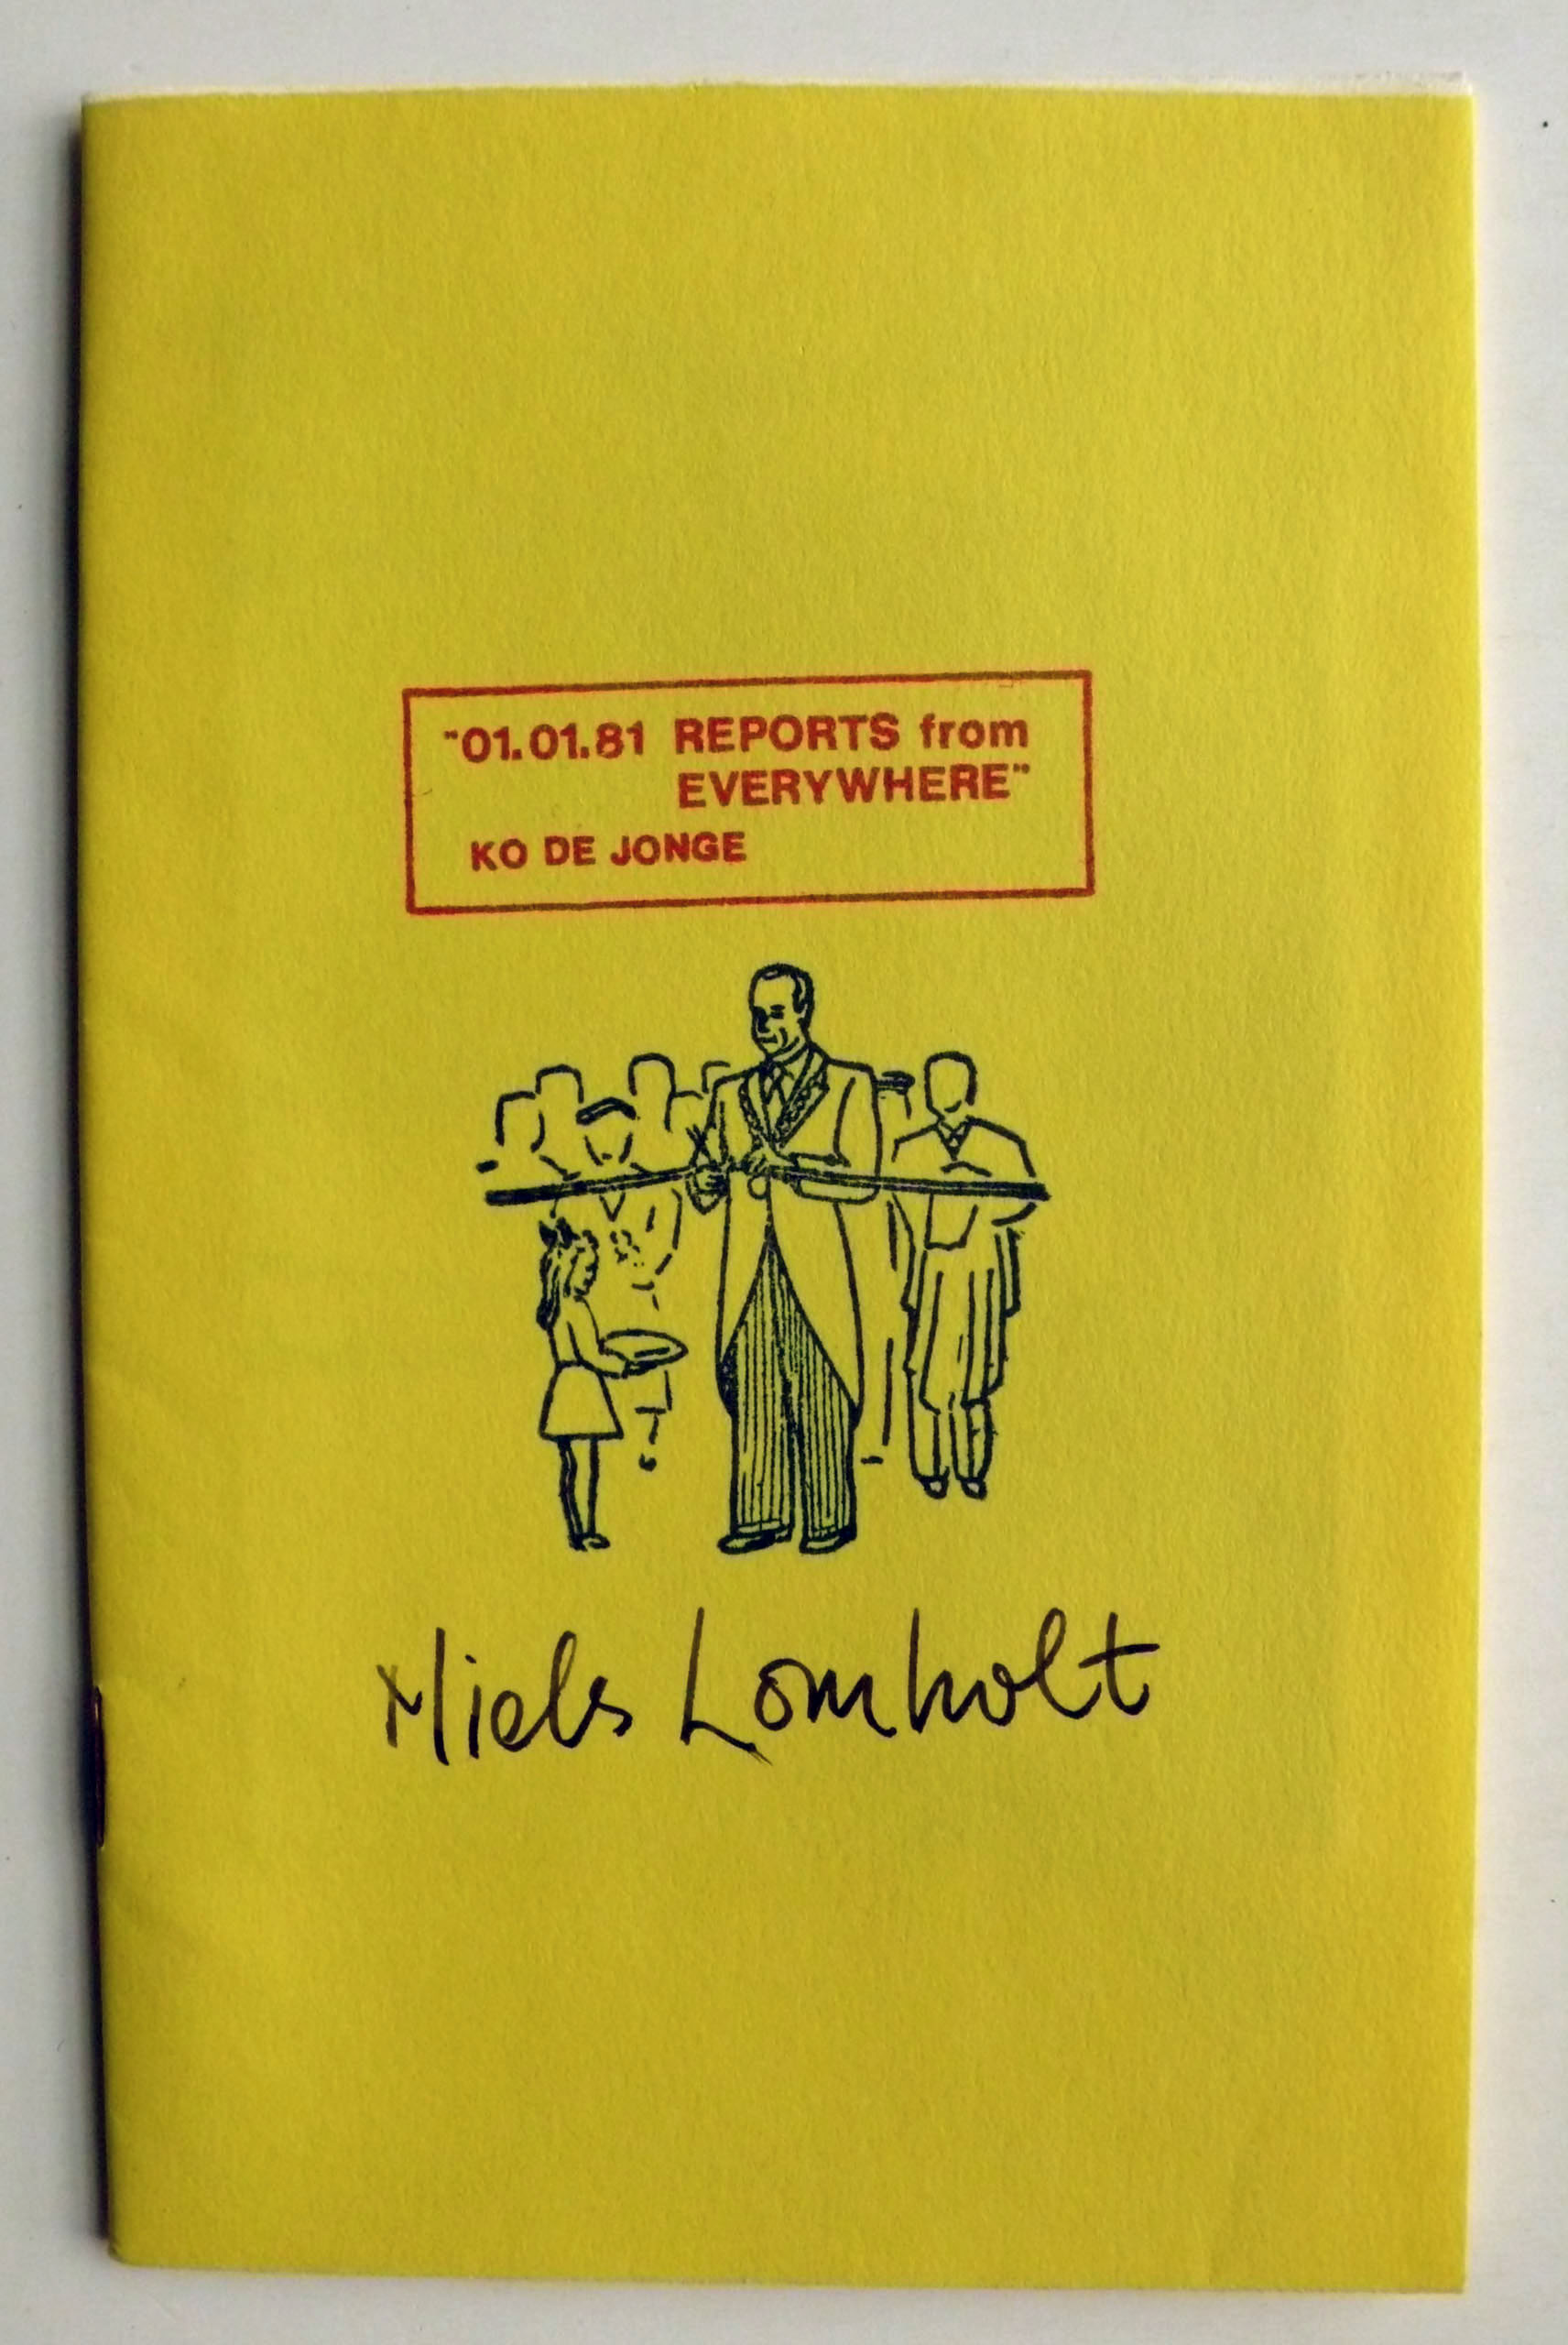 "01.01.81 REPORTS from
EVERYWHERE"
KO DE JONGE
Niels Lomholt